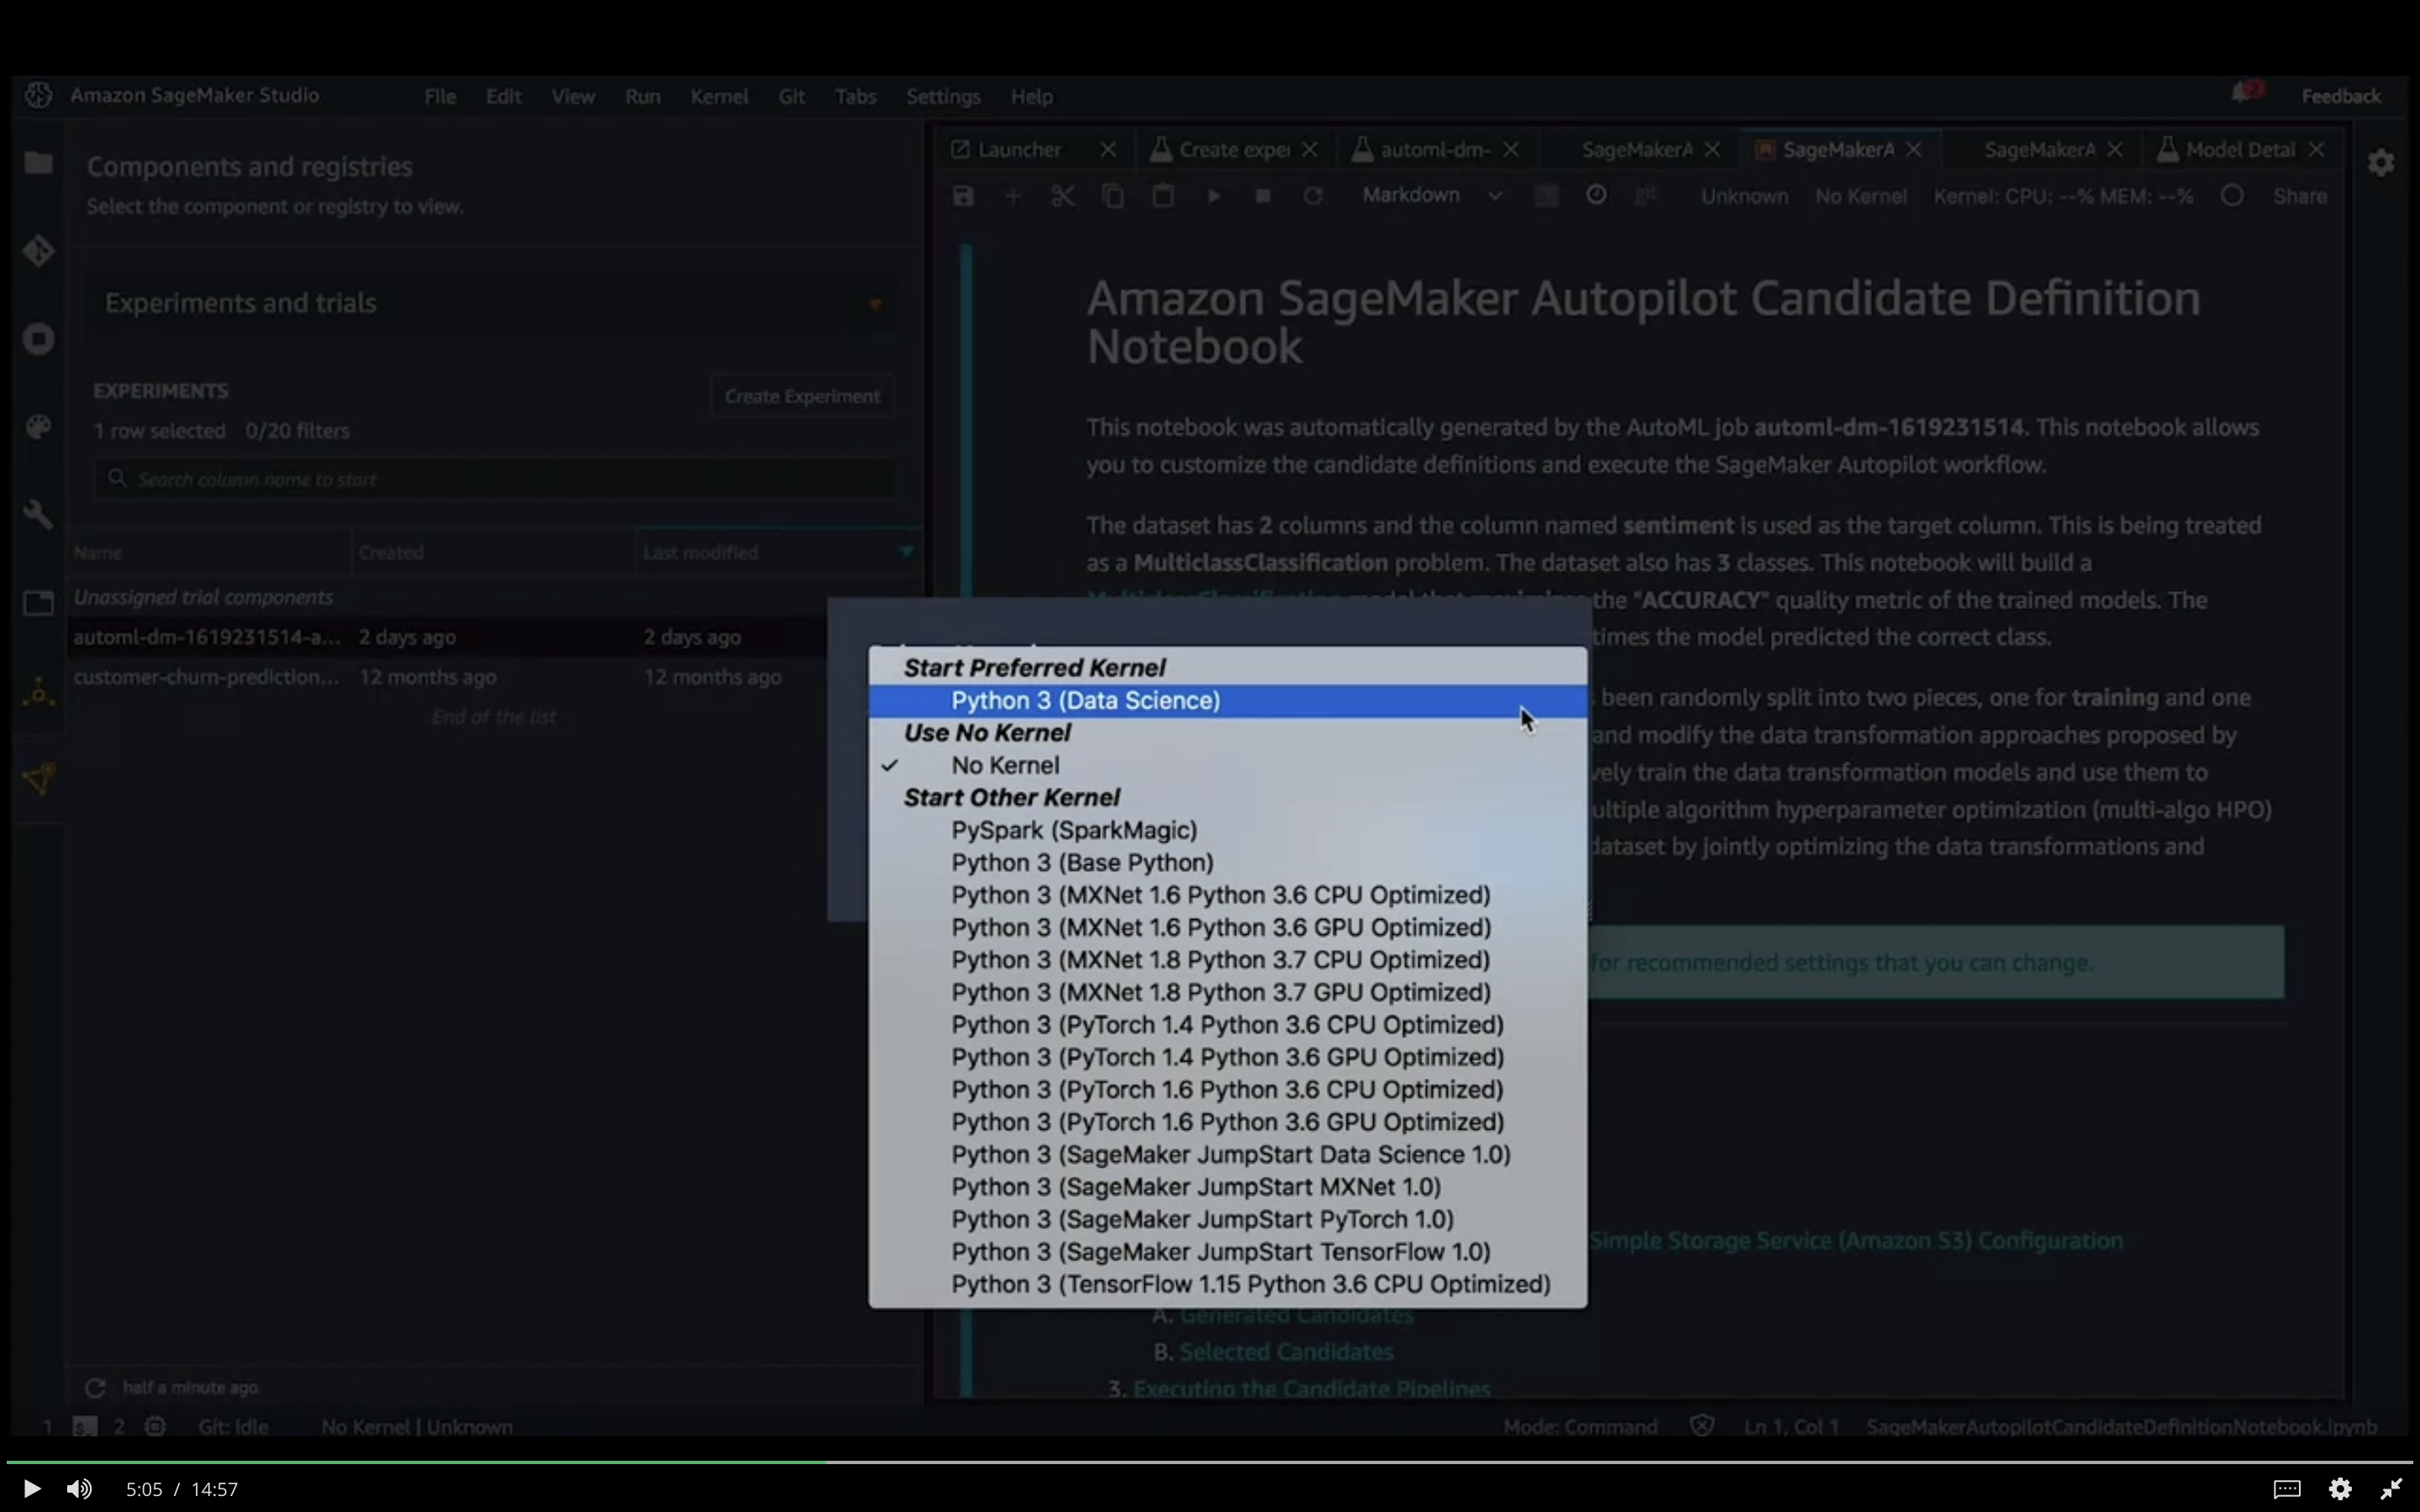 Amazon SageMaker Studio File Edit View Run Kernel Git Tabs Settings Help 2 Feedback
Components and registries
Select the component or registry to view.
Experiments and trials
EXPERIMENTS
Create Experiment
1 row selected 0/20 filters
Search column name to start
Name Created Last modified
Unassigned trial components
automl-dm-1619231514-a... 2 days ago 2 days ago
customer-churn-prediction... 12 months ago 12 months ago
End of the list
half a minute ago
Launcher Create exper automl-dm- SageMakerA SageMakerA SageMakerA Model Detai
Markdown Unknown No Kernel Kernel: CPU: --% MEM: --% Share
Amazon SageMaker Autopilot Candidate Definition
Notebook
This notebook was automatically generated by the AutoML job automl-dm-1619231514. This notebook allows
you to customize the candidate definitions and execute the SageMaker Autopilot workflow.
The dataset has 2 columns and the column named sentiment is used as the target column. This is being treated
as a MulticlassClassification problem. The dataset also has 3 classes. This notebook will build a
the "ACCURACY" quality metric of the trained models. The
times the model predicted the correct class.
been randomly split into two pieces, one for training and one
and modify the data transformation approaches proposed by
vely train the data transformation models and use them to
ultiple algorithm hyperparameter optimization (multi-algo HPO)
dataset by jointly optimizing the data transformations and
for recommended settings that you can change.
Simple Storage Service (Amazon S3) Configuration
A. Generated Candidates
B. Selected Candidates
3. Executing the Candidate Pipelines
Start Preferred Kernel
Python 3 (Data Science)
Use No Kernel
No Kernel
Start Other Kernel
PySpark (SparkMagic)
Python 3 (Base Python)
Python 3 (MXNet 1.6 Python 3.6 CPU Optimized)
Python 3 (MXNet 1.6 Python 3.6 GPU Optimized)
Python 3 (MXNet 1.8 Python 3.7 CPU Optimized)
Python 3 (MXNet 1.8 Python 3.7 GPU Optimized)
Python 3 (PyTorch 1.4 Python 3.6 CPU Optimized)
Python 3 (PyTorch 1.4 Python 3.6 GPU Optimized)
Python 3 (PyTorch 1.6 Python 3.6 CPU Optimized)
Python 3 (PyTorch 1.6 Python 3.6 GPU Optimized)
Python 3 (SageMaker JumpStart Data Science 1.0)
Python 3 (SageMaker JumpStart MXNet 1.0)
Python 3 (SageMaker JumpStart PyTorch 1.0)
Python 3 (SageMaker JumpStart TensorFlow 1.0)
Python 3 (TensorFlow 1.15 Python 3.6 CPU Optimized)
1 2 Git: idle No Kernel | Unknown Mode: Command Ln 1, Col 1 SageMakerAutopilotCandidateDefinitionNotebook.ipynb
5:05 / 14:57